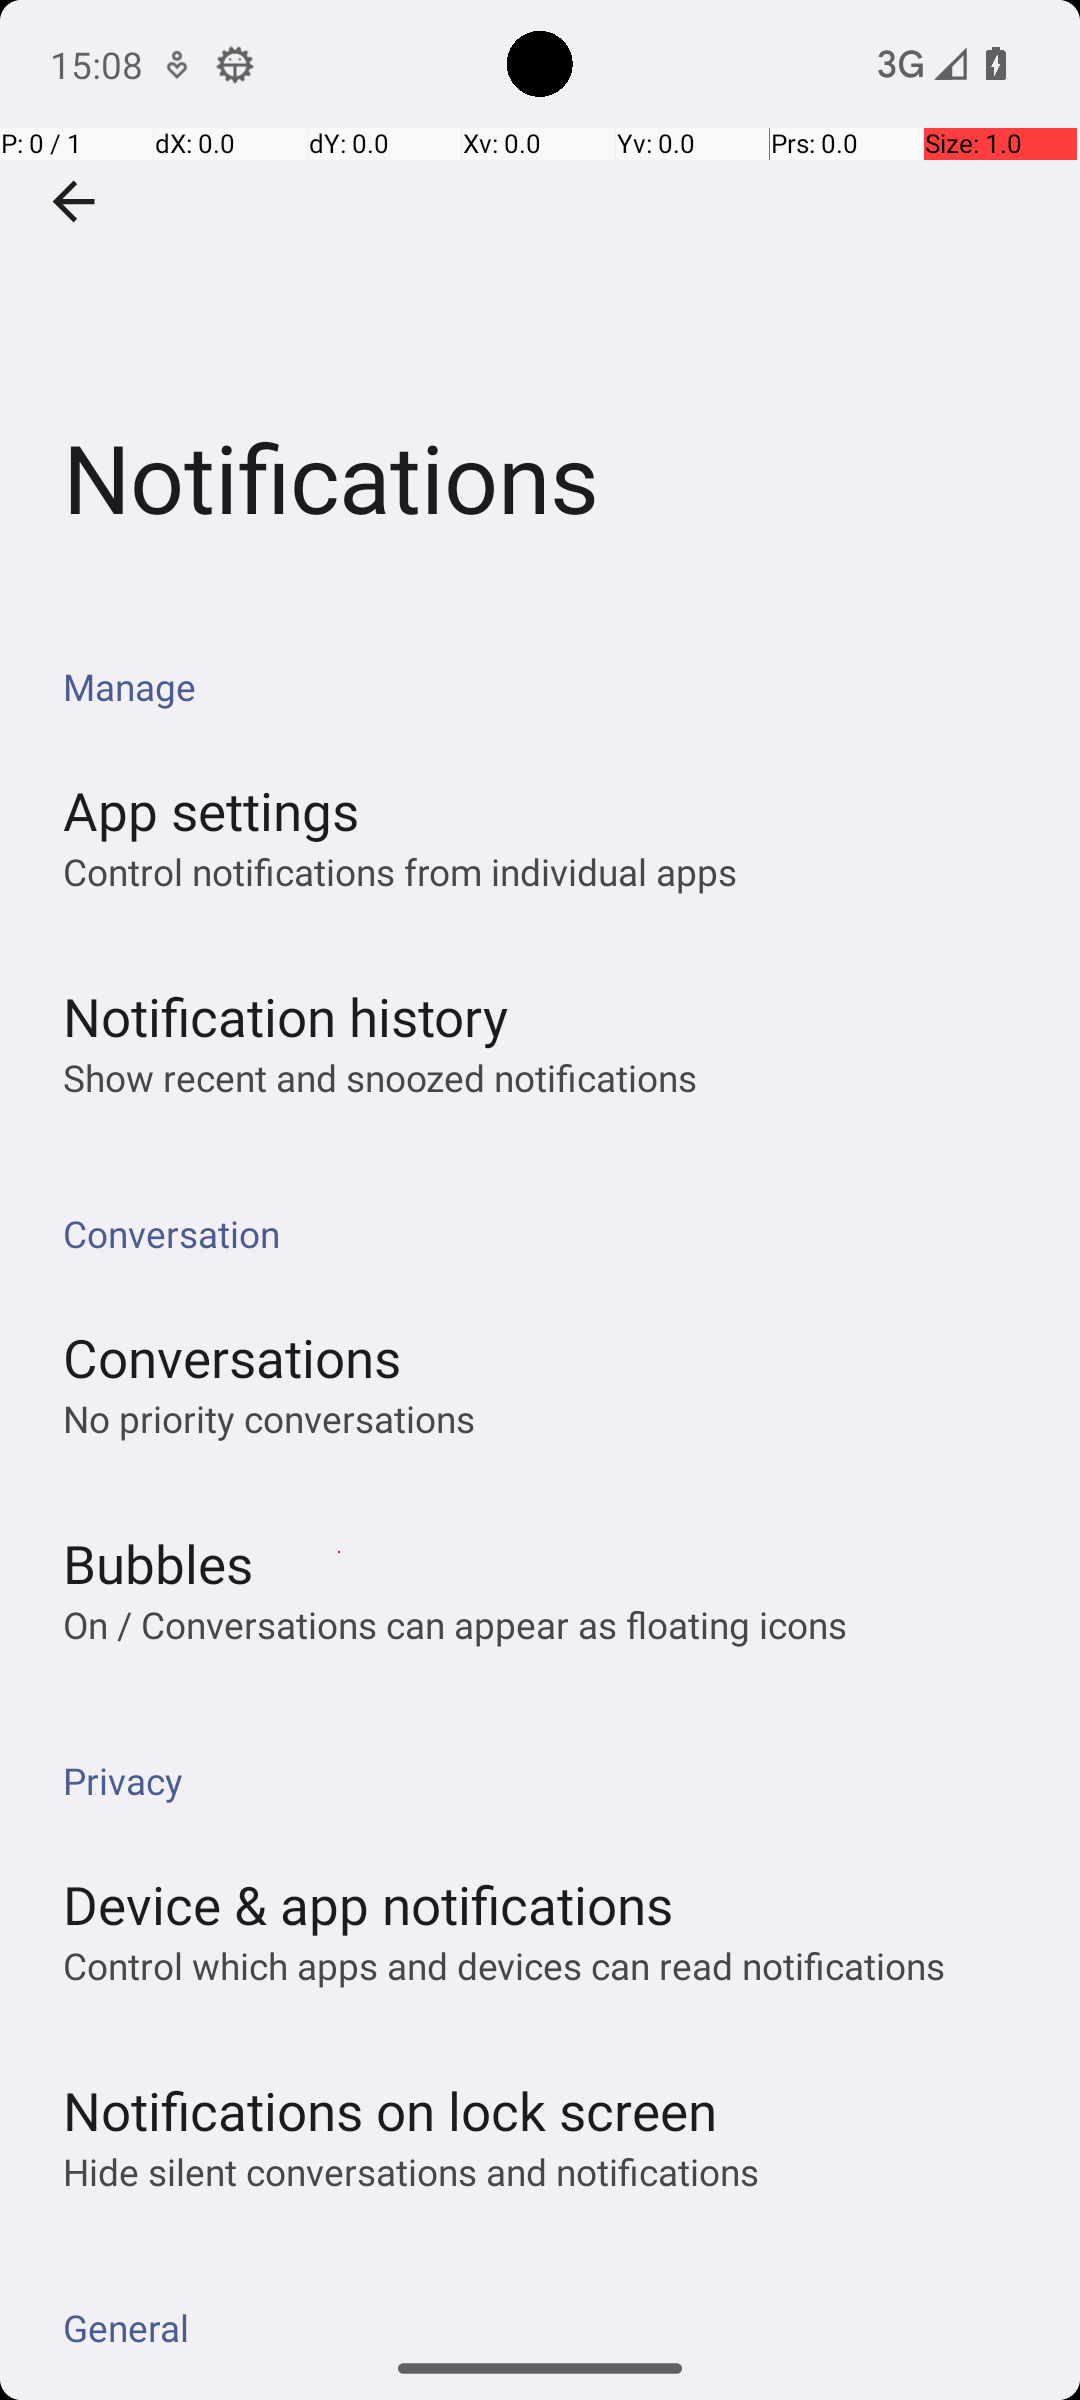 15:08
3G
P: 0 / 1 dX: 0.0 dY: 0.0 Xv: 0.0 Yv: 0.0 Prs: 0.0 Size: 1.0
Notifications
Manage
App settings
Control notifications from individual apps
Notification history
Show recent and snoozed notifications
Conversation
Conversations
No priority conversations
Bubbles
On / Conversations can appear as floating icons
Privacy
Device & app notifications
Control which apps and devices can read notifications
Notifications on lock screen
Hide silent conversations and notifications
General